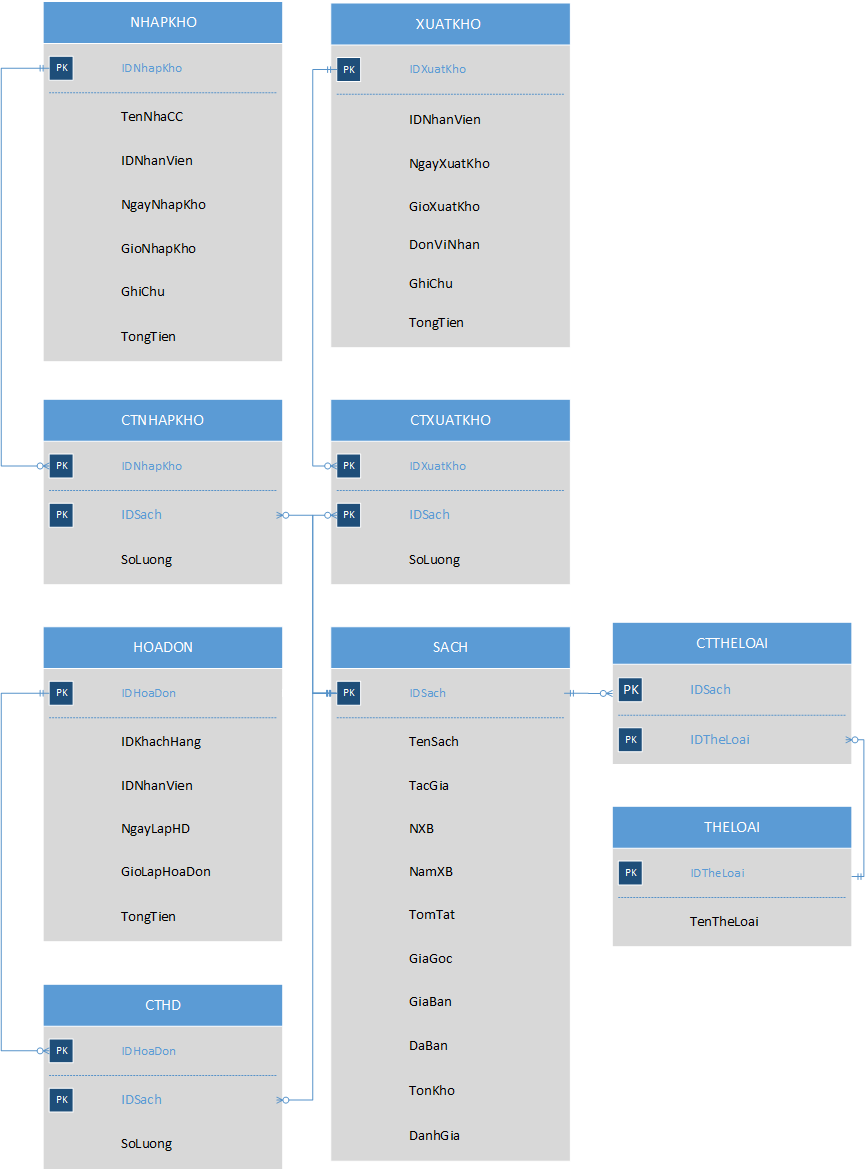 NHAPKHO
PK IDNhapKho
TenNhaCC
IDNhanVien
NgayNhapKho
GioNhapKho
GhiChu
TongTien
XUATKHO
PK IDXuatKho
IDNhanVien
NgayXuatKho
GioXuatKho
DonViNhan
GhiChu
TongTien
CTNHAPKHO
PK IDNhapKho
PK IDSach
SoLuong
CTXUATKHO
PK IDXuatKho
PK IDSach
SoLuong
HOADON
PK IDHoaDon
IDKhachHang
IDNhanVien
NgayLapHD
GioLapHoaDon
TongTien
SACH
PK IDSach
TenSach
TacGia
NXB
NamXB
TomTat
GiaGoc
GiaBan
DaBan
TonKho
DanhGia
CTTHELOAI
PK IDSach
PK IDTheLoai
THELOAI
PK IDTheLoai
TenTheLoai
CTHD
PK IDHoaDon
PK IDSach
SoLuong